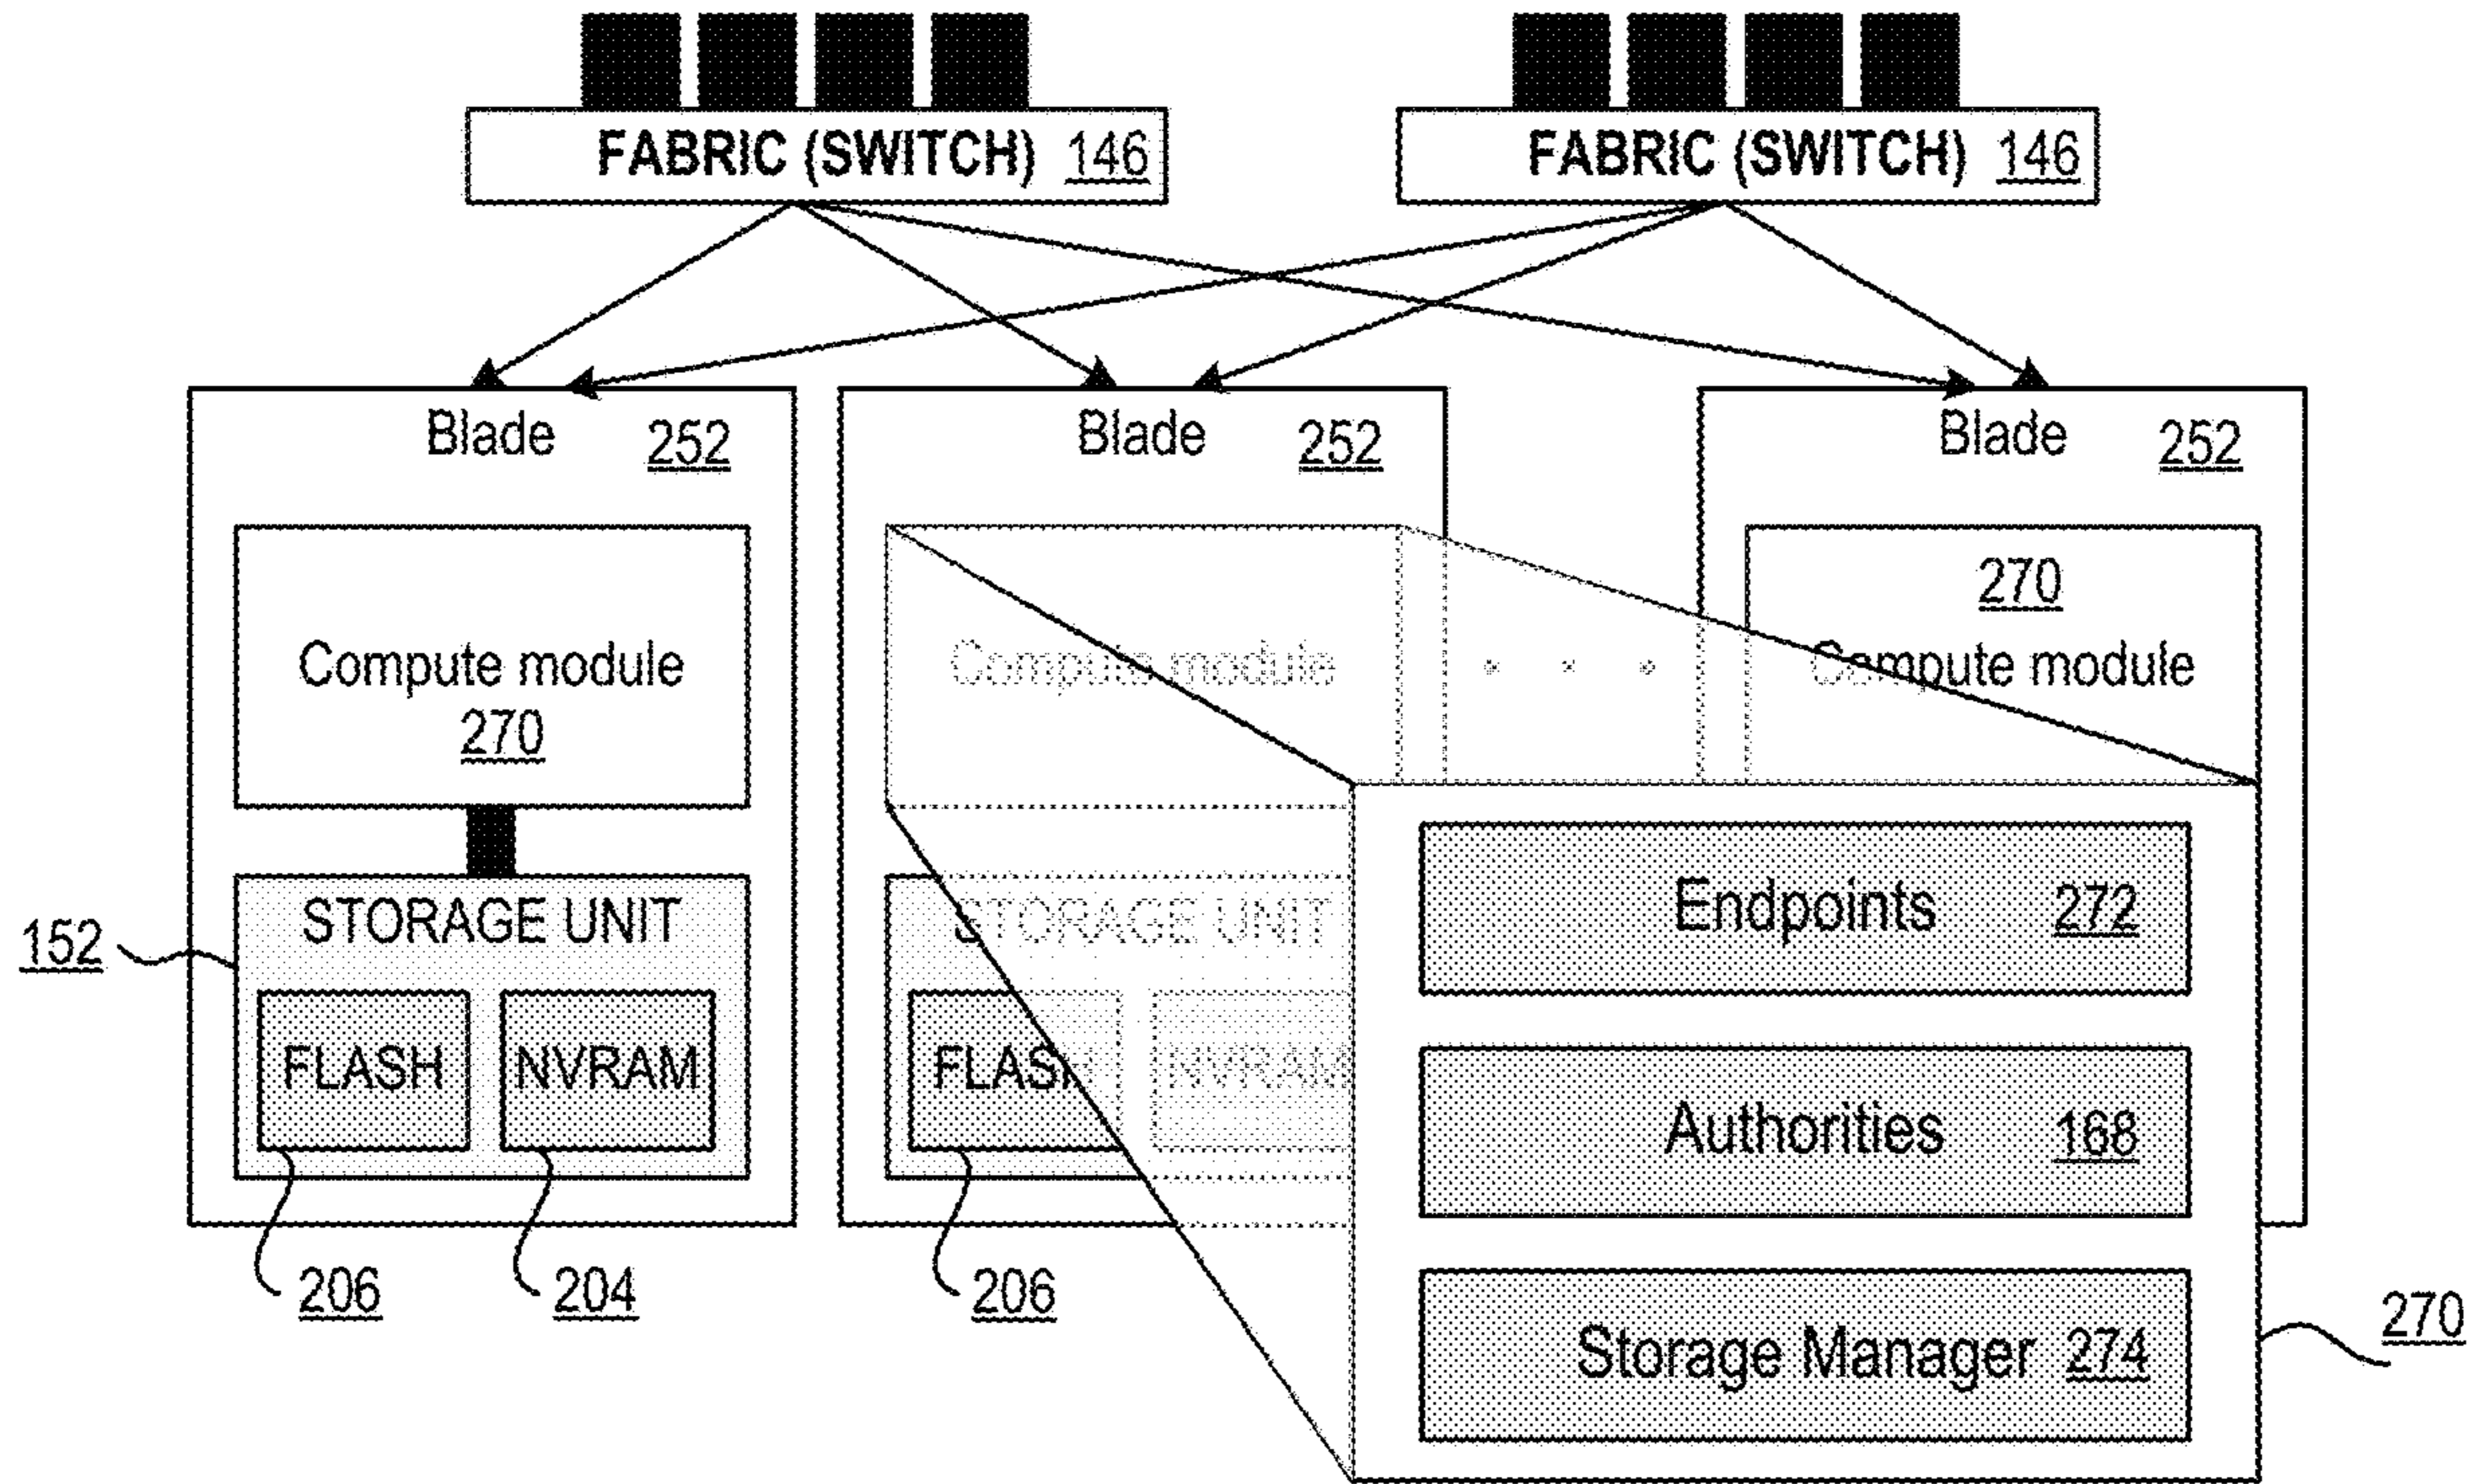 FABRIC (SWITCH) 146
FABRIC (SWITCH) 146
Blade 252
Blade 252
Blade 252
Compute module
270
Compute module
270
Compute module
STORAGE UNIT
152
FLASH
NVRAM
206
204
STORAGE UNIT
FLASH
NVRAM
206
Endpoints 272
Authorities 168
Storage Manager 274
270